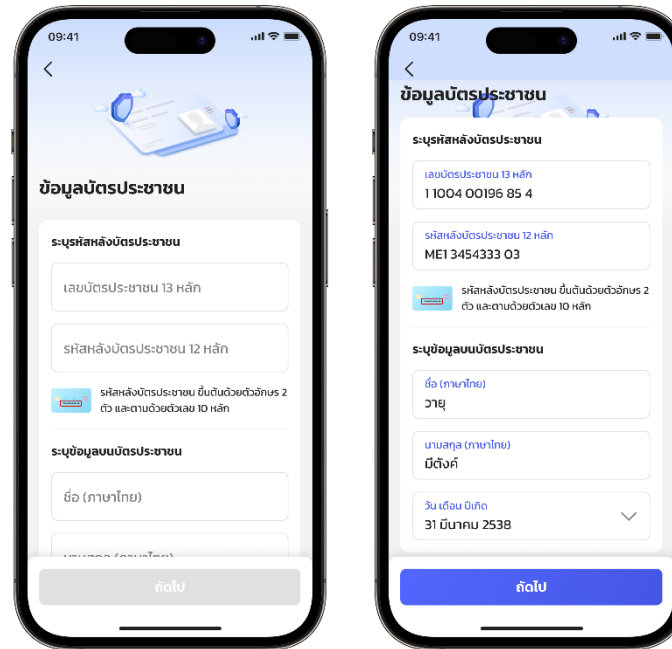 09:41
ข้อมูลบัตรประชาชน
ระบุรหัสหลังบัตรประชาชน
เลขบัตรประชาชน 13 หลัก
รหัสหลังบัตรประชาชน 12 หลัก
รหัสหลังบัตรประชาชน ขึ้นต้นด้วยตัวอักษร 2
ตัว และตามด้วยตัวเลข 10 หลัก
ระบุข้อมูลบนบัตรประชาชน
ชื่อ (ภาษาไทย)
นามสกุล (ภาษาไทย)
ถัดไป
09:41
ข้อมูลบัตรประชาชน
ระบุรหัสหลังบัตรประชาชน
เลขบัตรประชาชน 13 หลัก
1 1004 00196 85 4
รหัสหลังบัตรประชาชน 12 หลัก
ME1 3454333 03
รหัสหลังบัตรประชาชน ขึ้นต้นด้วยตัวอักษร 2
ตัว และตามด้วยตัวเลข 10 หลัก
ระบุข้อมูลบนบัตรประชาชน
ชื่อ (ภาษาไทย)
วายุ
นามสกุล (ภาษาไทย)
มีตังค์
วัน เดือน ปีเกิด
31 มีนาคม 2538
ถัดไป